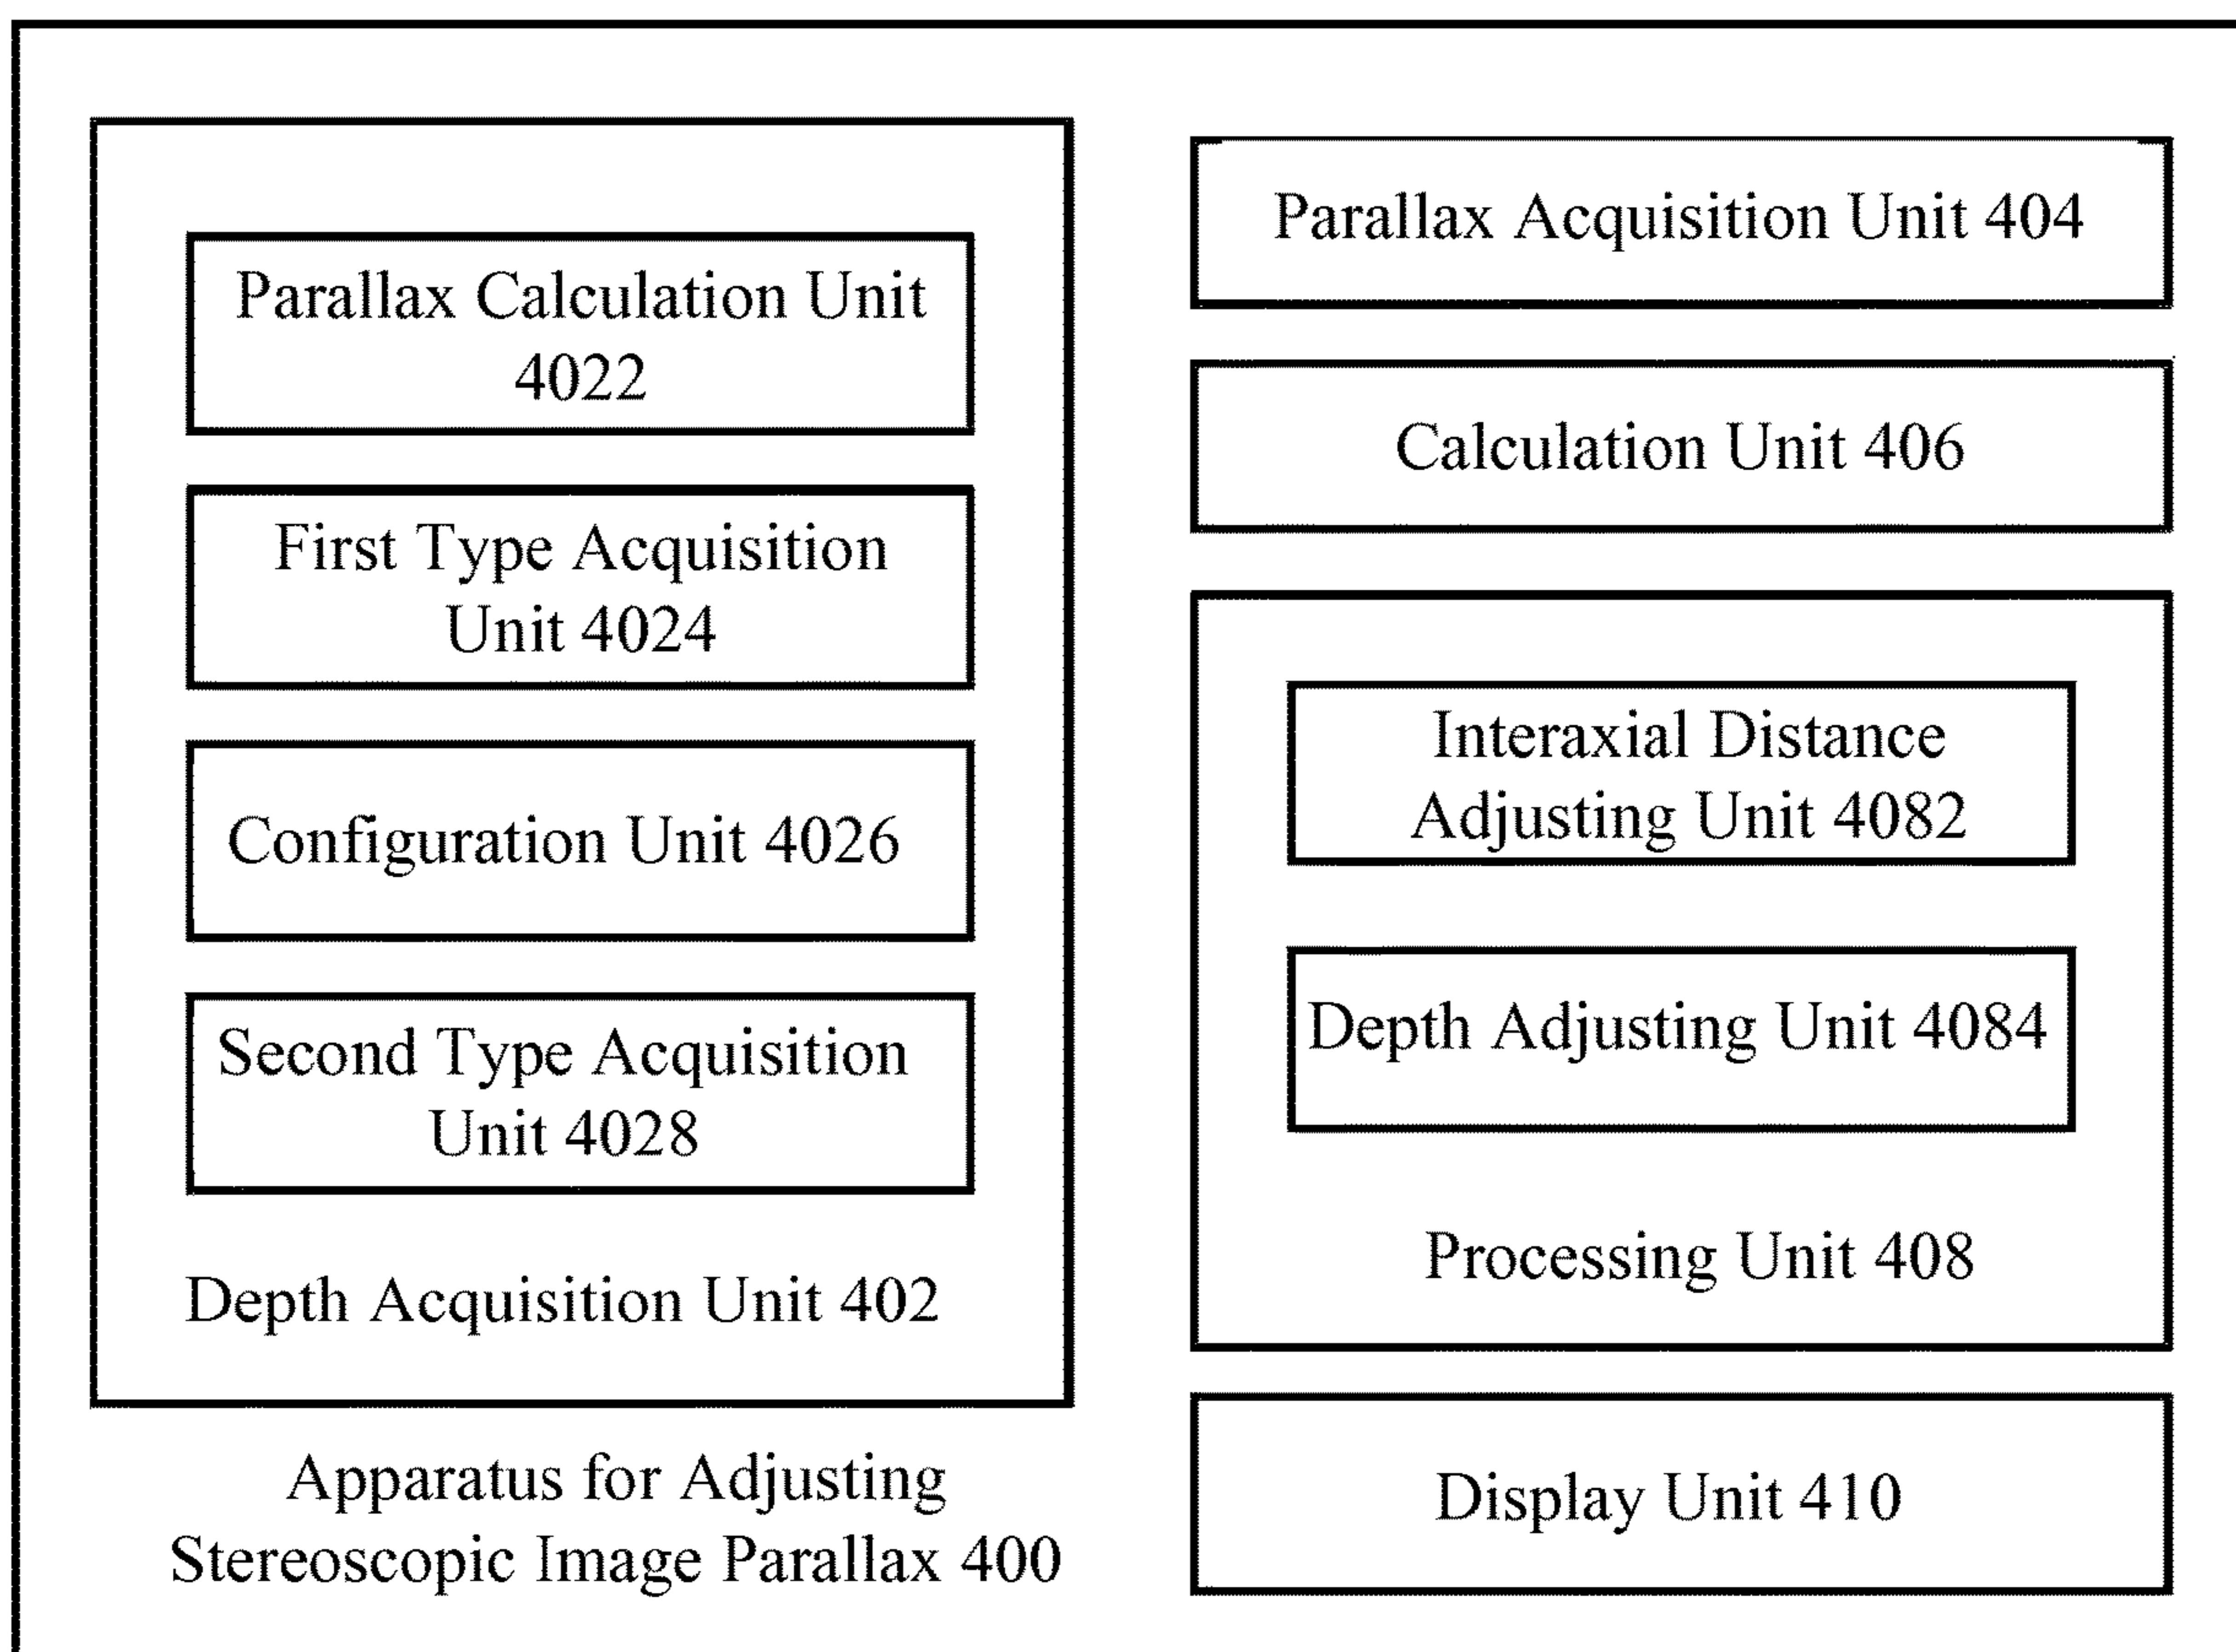 Parallax Calculation Unit
4022
First Type Acquisition
Unit 4024
Configuration Unit 4026
Second Type Acquisition
Unit 4028
Depth Acquisition Unit 402
Apparatus for Adjusting
Stereoscopic Image Parallax 400
Parallax Acquisition Unit 404
Calculation Unit 406
Interaxial Distance
Adjusting Unit 4082
Depth Adjusting Unit 4084
Processing Unit 408
Display Unit 410